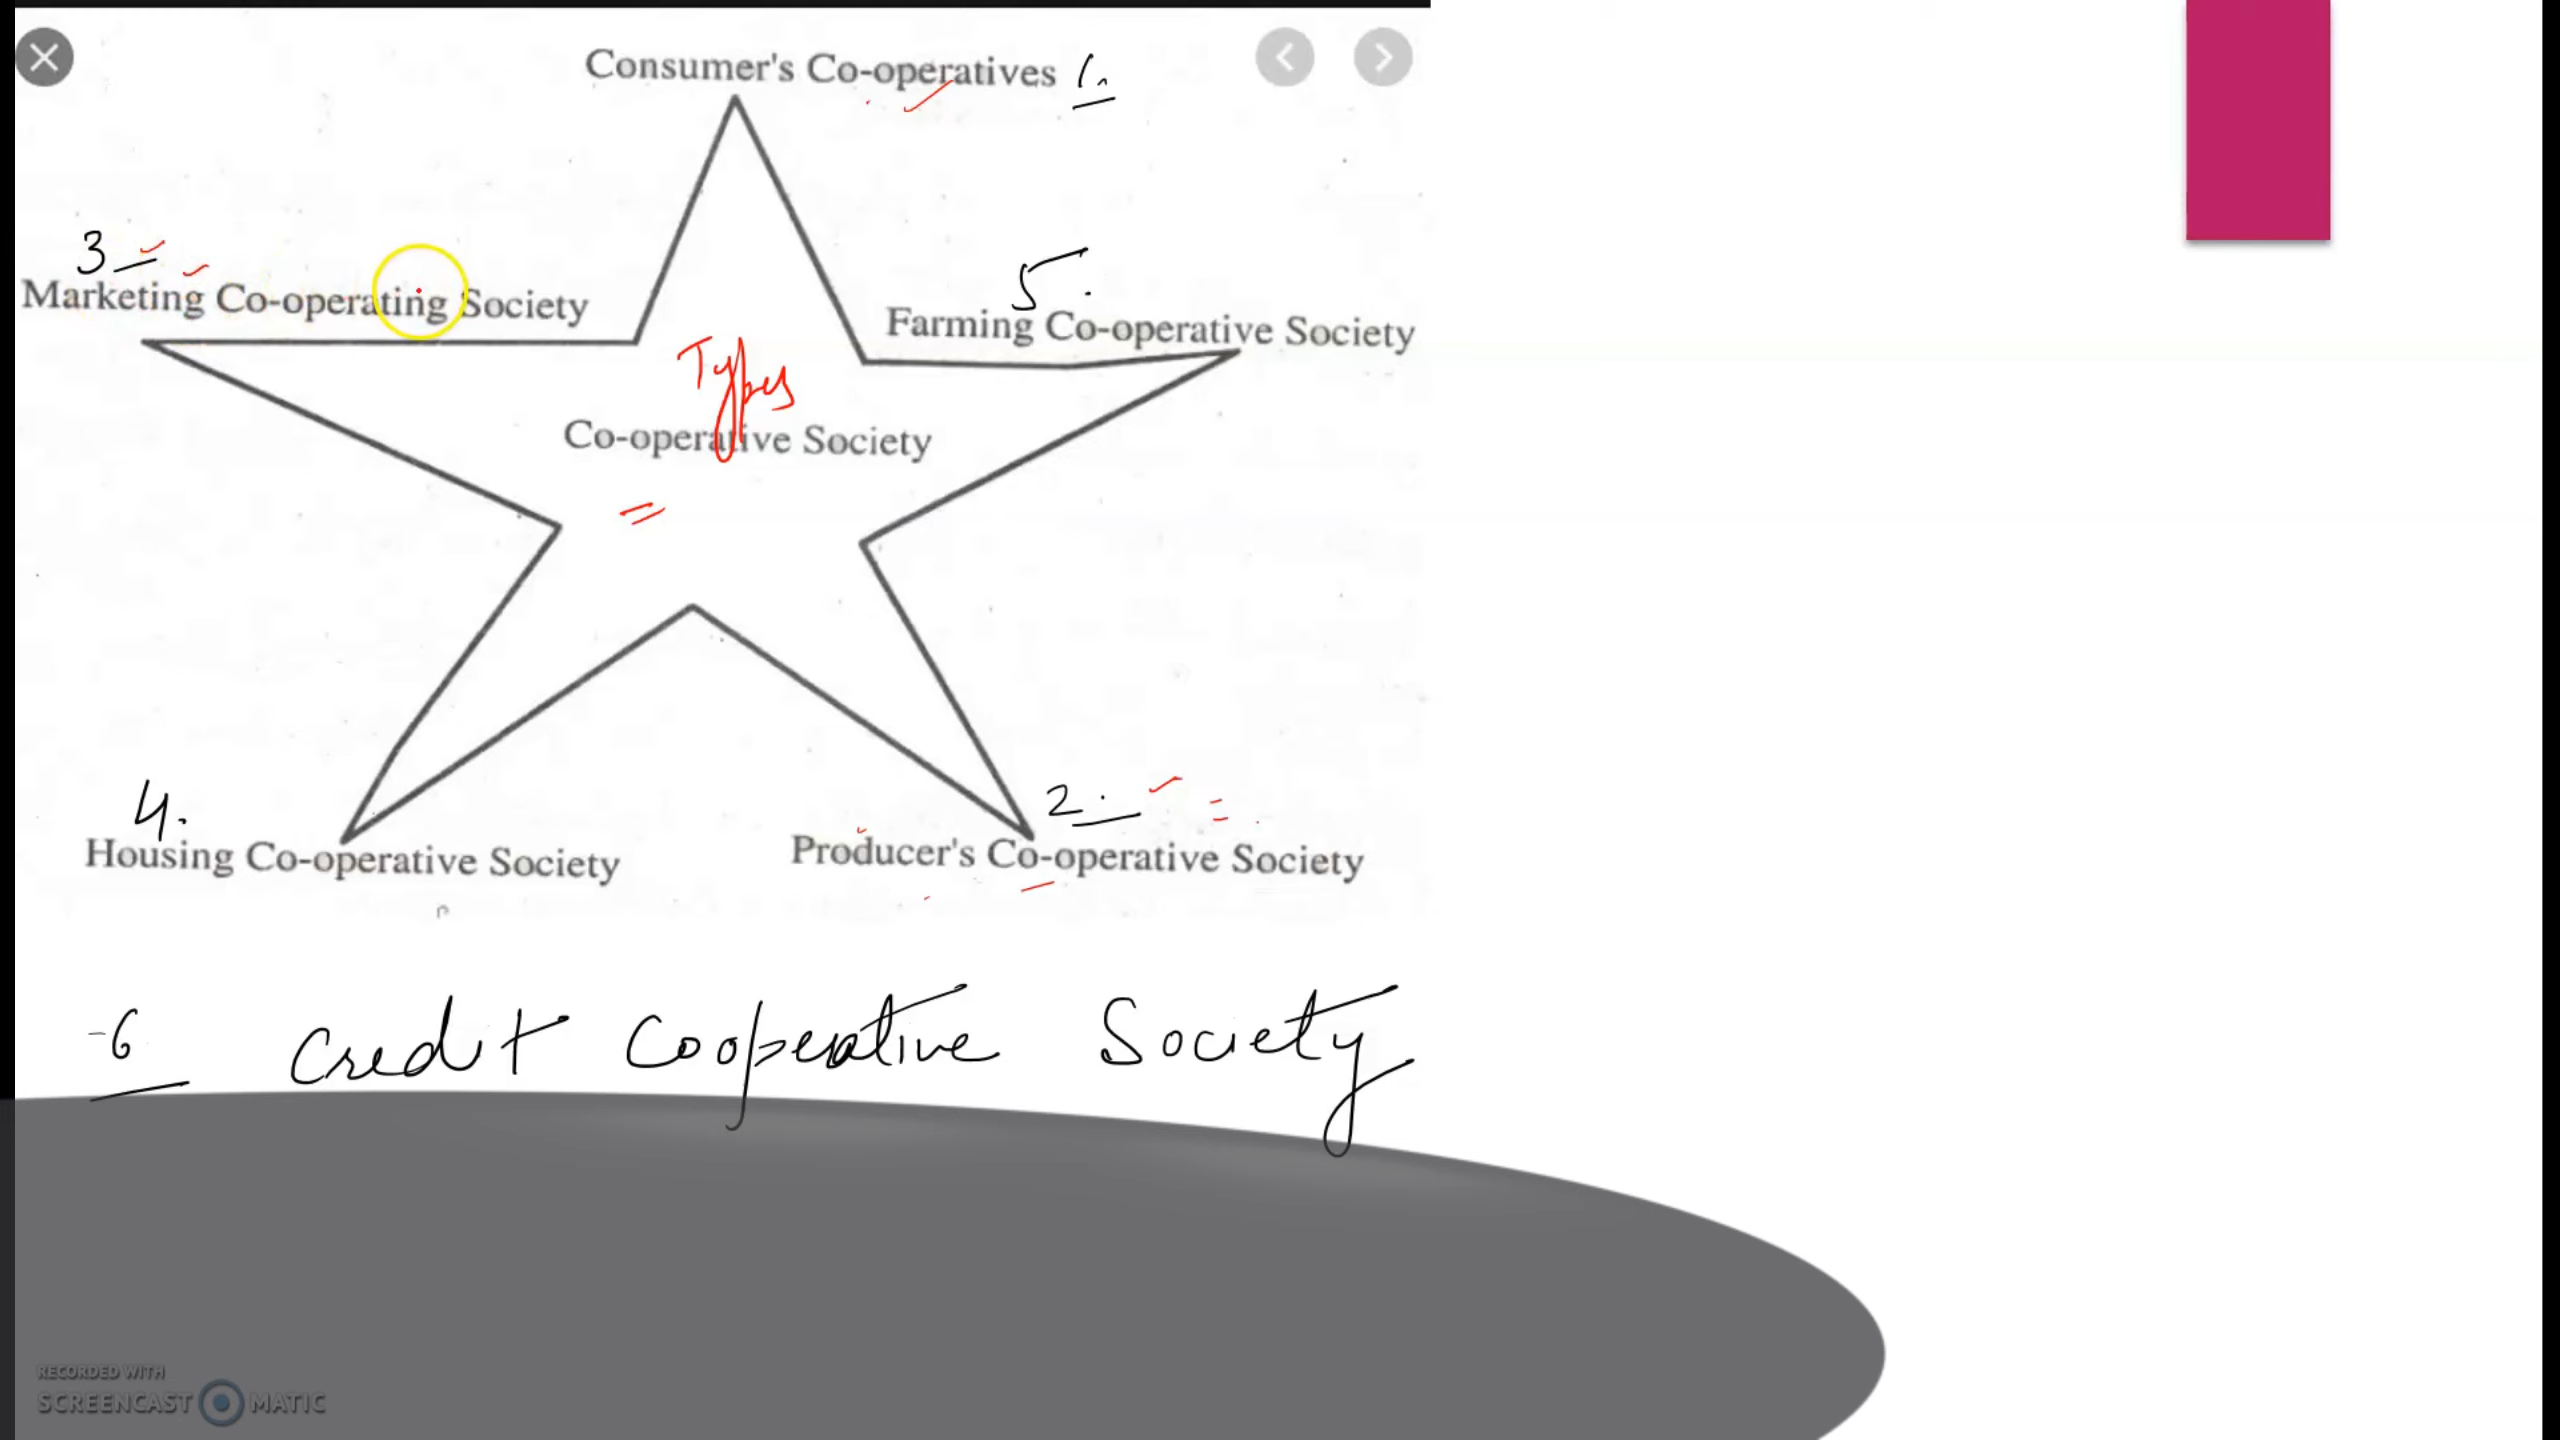 Consumer's Co-operatives 1.
3
Marketing Co-operating Society
5.
Farming Co-operative Society
Types
Co-operative Society
4.
Housing Co-operative Society
2.
Producer's Co-operative Society
-6 Credit Cooperative Society
RECORDED WITH
SCREENCAST MATIC